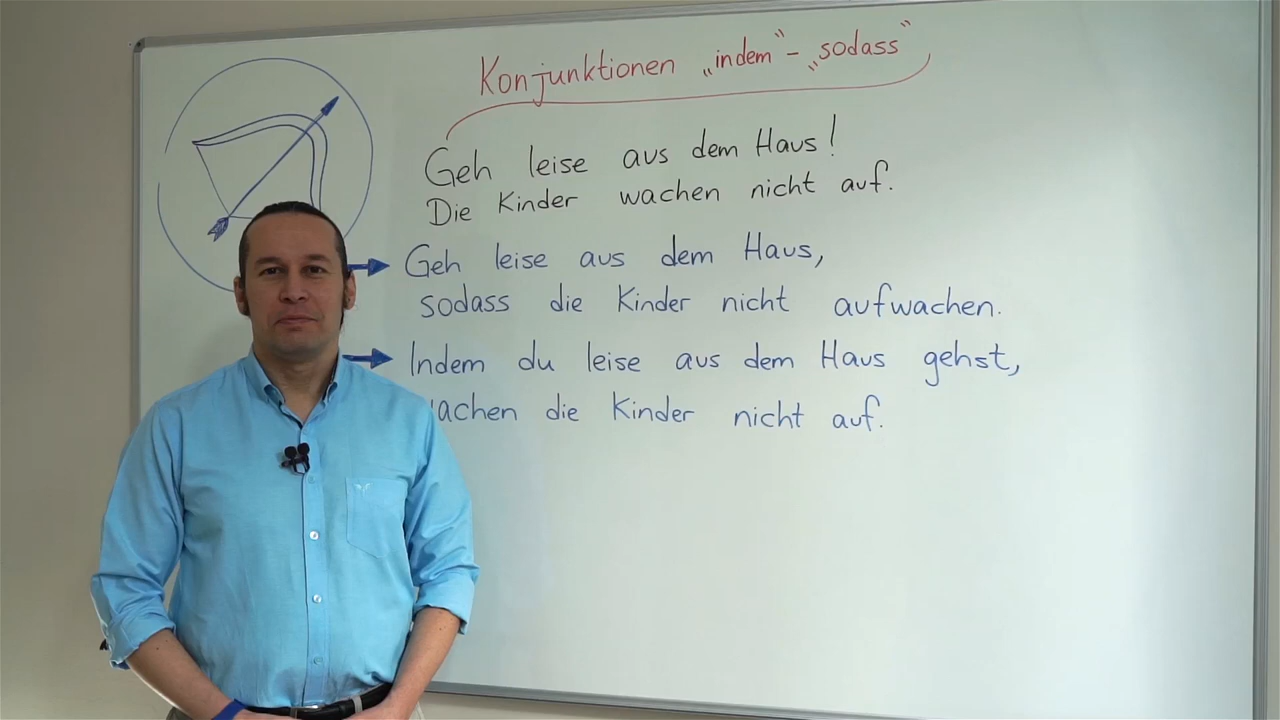 Konjunktionen „indem“ - „sodass“
Geh leise aus dem Haus!
Die Kinder wachen nicht auf.
Geh leise aus dem Haus,
sodass die Kinder nicht aufwachen.
Indem du leise aus dem Haus gehst,
wachen die Kinder nicht auf.